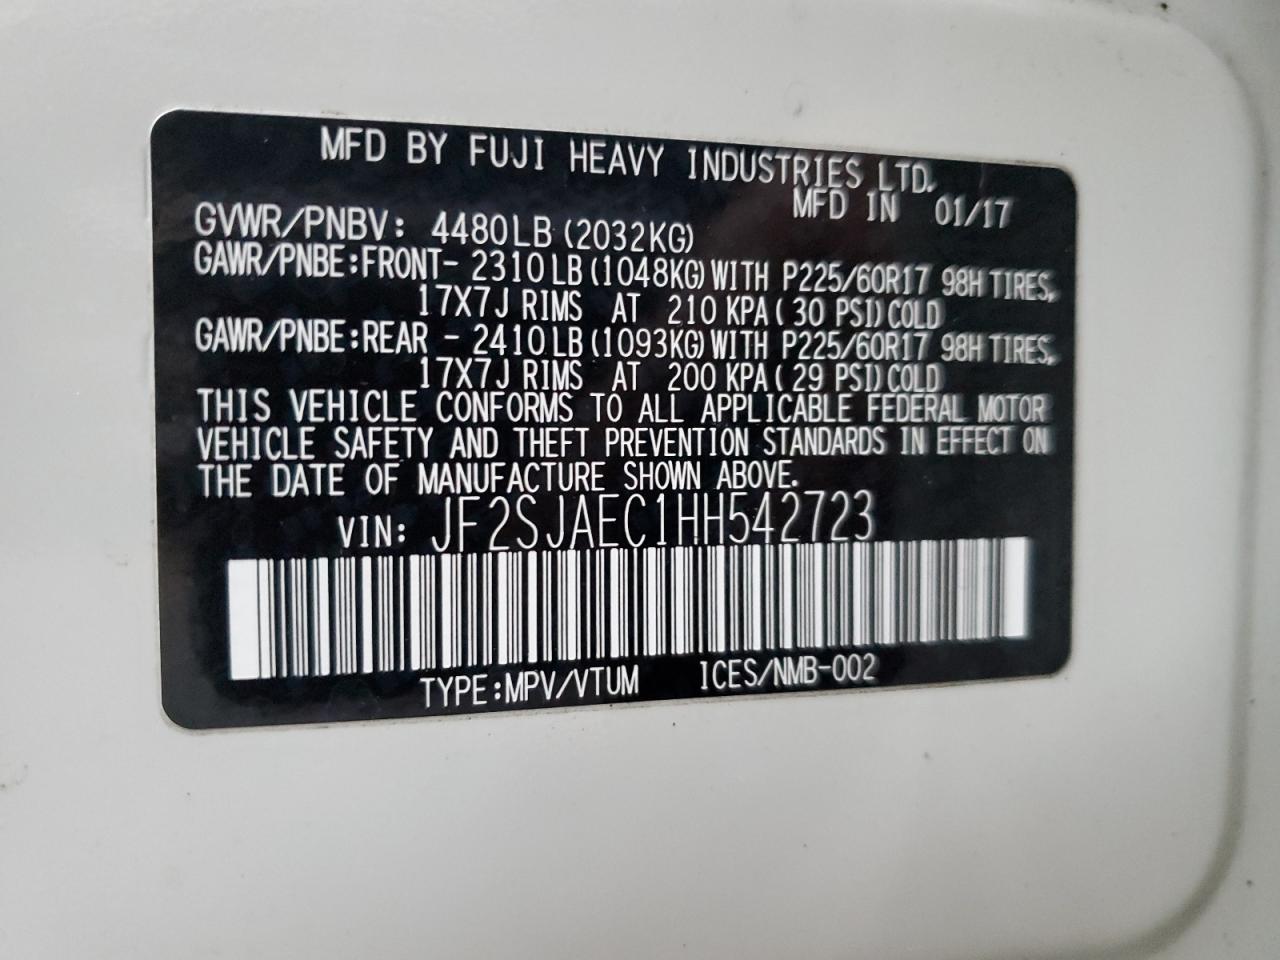 MFD BY FUJI HEAVY INDUSTRIES LTD.
MFD IN 01/17
GVWR/PNBV: 4480LB (2032KG)
GAWR/PNBE:FRONT- 2310LB (1048KG) WITH P225/60R17 98H TIRES,
17X7J RIMS AT 210 KPA ( 30 PSI) COLD
GAWR/PNBE:REAR - 2410LB (1093KG) WITH P225/60R17 98H TIRES,
17X7J RIMS AT 200 KPA ( 29 PSI) COLD
THIS VEHICLE CONFORMS TO ALL APPLICABLE FEDERAL MOTOR
VEHICLE SAFETY AND THEFT PREVENTION STANDARDS IN EFFECT ON
THE DATE OF MANUFACTURE SHOWN ABOVE.
VIN: JF2SJAEC1HH542723
TYPE:MPV/VTUM ICES/NMB-002